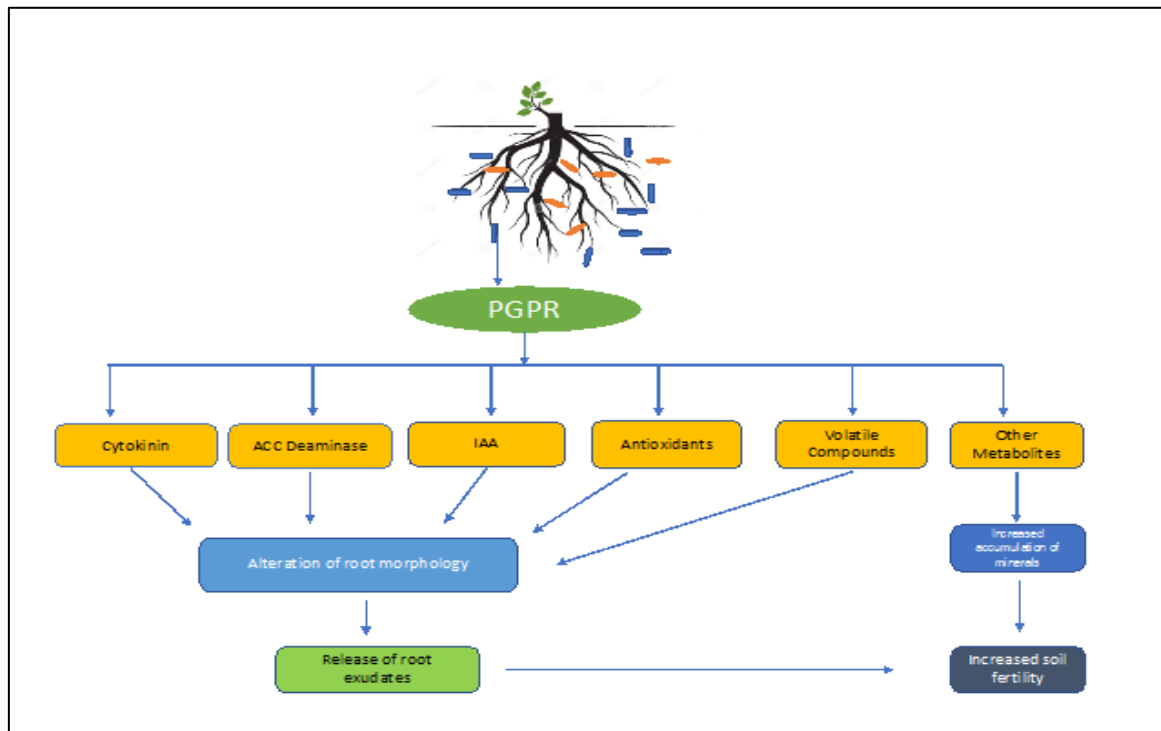 PGPR
Cytokinin
ACC Deaminase
IAA
Antioxidants
Volatile
Compounds
Other
Metabolites
Alteration of root morphology
Increased
accumulation of
minerals
Release of root
exudates
Increased soil
fertility